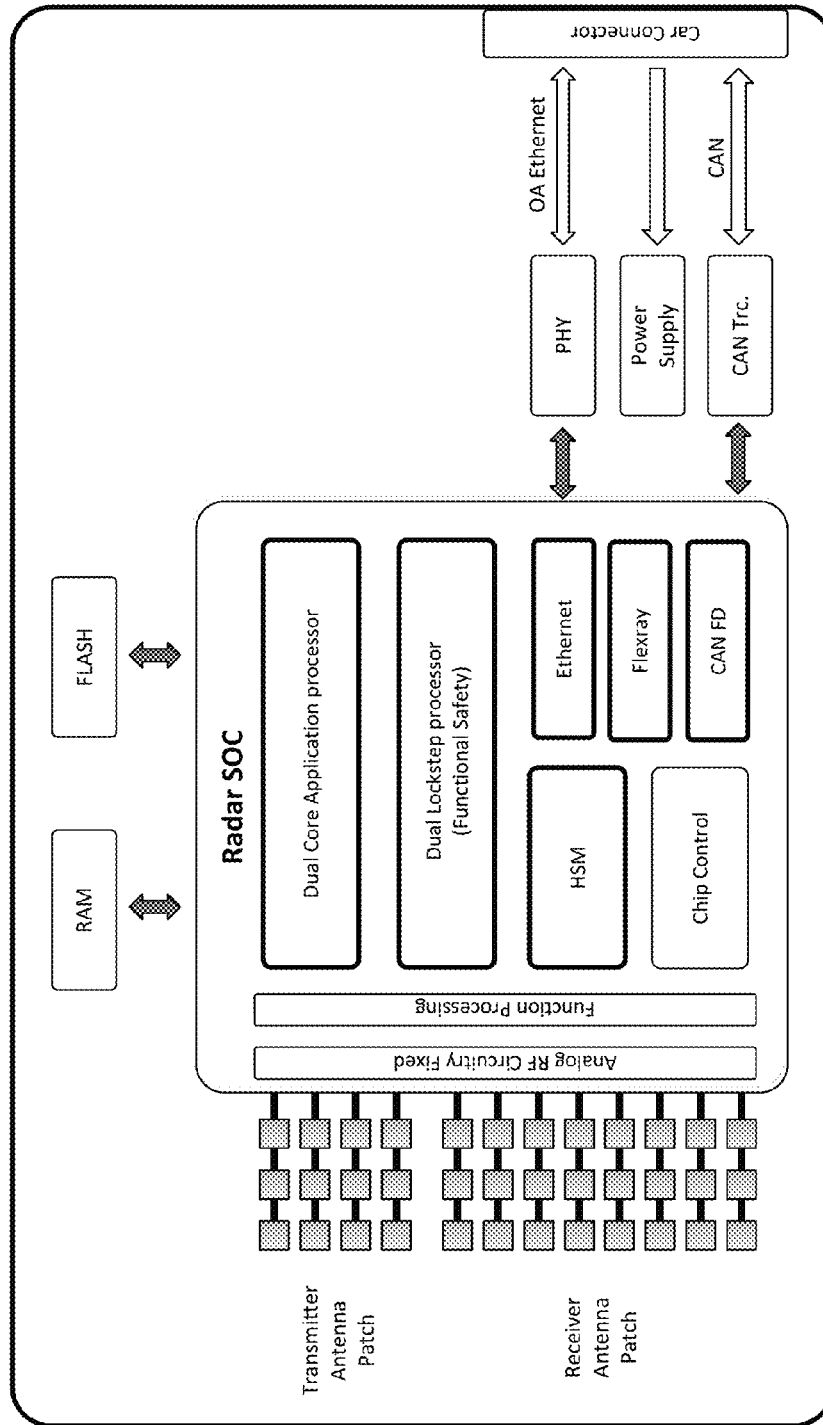 Transmitter
Antenna
Patch
Receiver
Antenna
Patch
Analog RF Circuitry Fixed
Function Processing
RAM
FLASH
Radar SOC
Dual Core Application processor
Dual Lockstep processor
(Functional Safety)
HSM
Chip Control
Ethernet
Flexray
CAN FD
PHY
Power
Supply
CAN Trc.
OA Ethernet
CAN
Car Connector